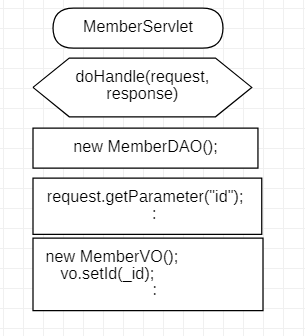 MemberServlet
doHandle(request,
response)
new MemberDAO();
request.getParameter("id");
:
new MemberVO();
vo.setId(_id);
: